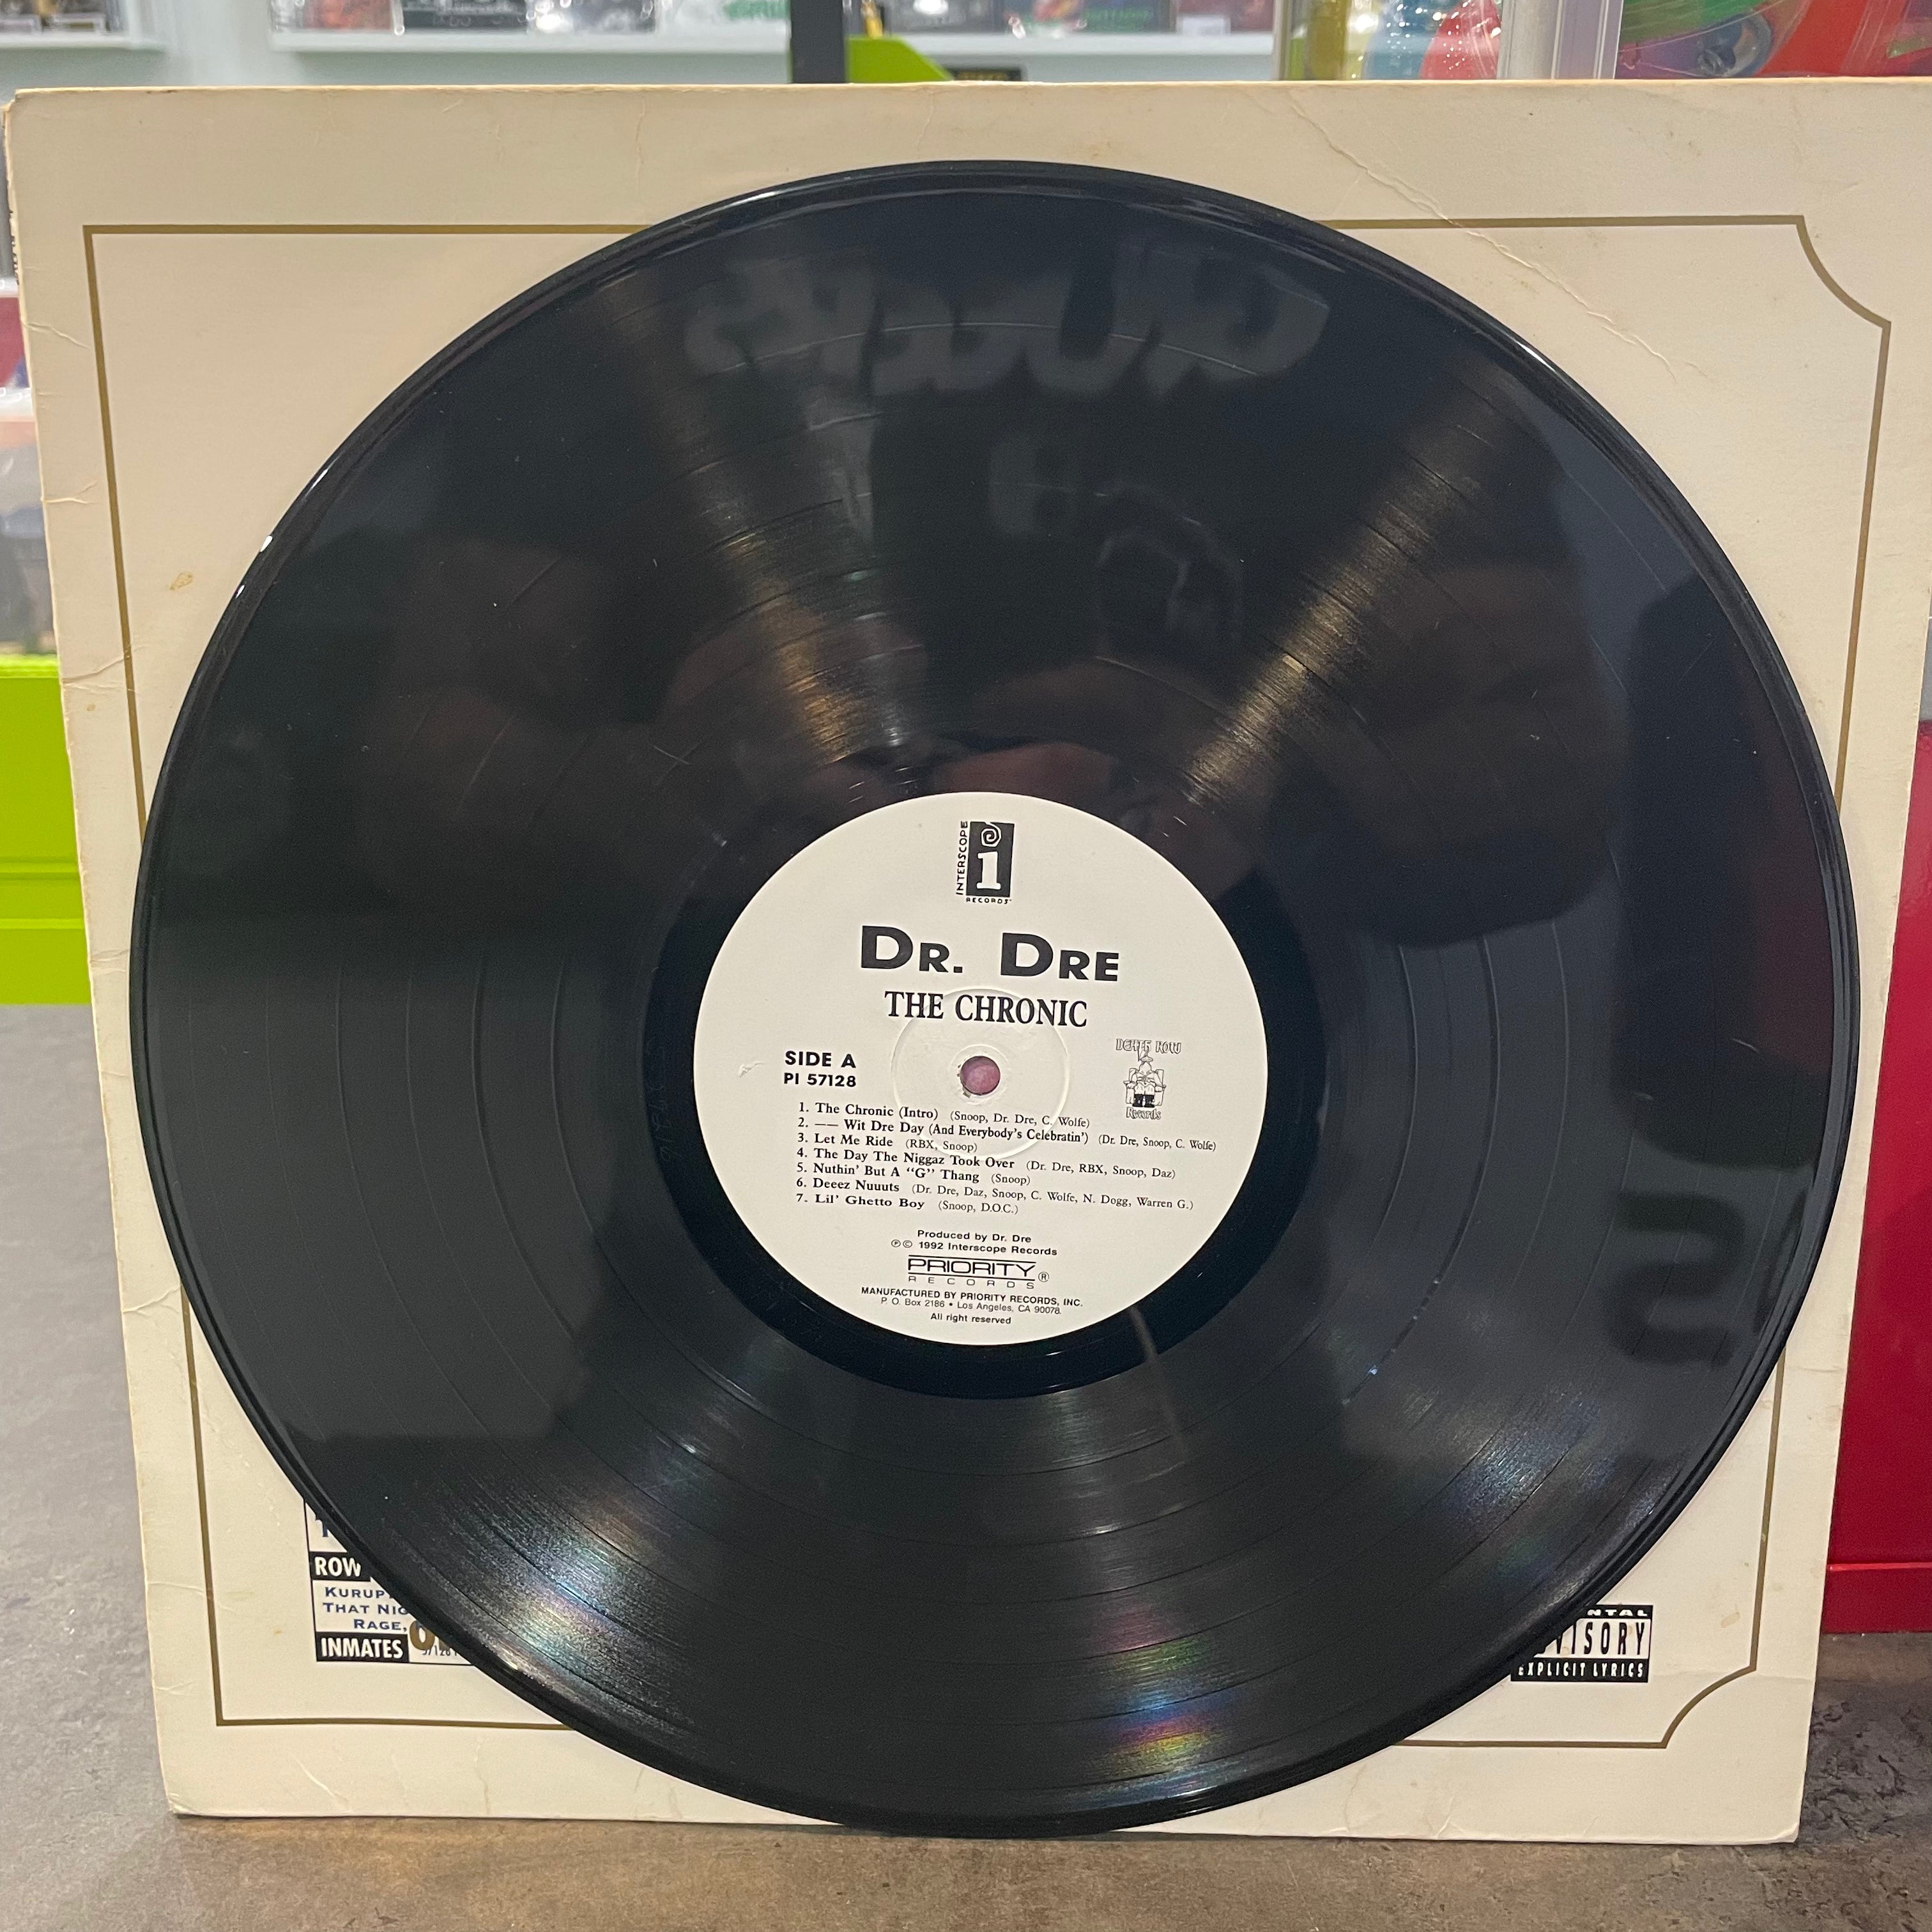 INTERSCOPE
1
RECORDS
DR. DRE
THE CHRONIC
DEATH ROW
Records
SIDE A
PI 57128
1. The Chronic (Intro) (Snoop, Dr. Dre, C. Wolfe)
2. —— Wit Dre Day (And Everybody's Celebratin') (Dr. Dre, Snoop, C. Wolfe)
3. Let Me Ride (RBX, Snoop)
4. The Day The Niggaz Took Over (Dr. Dre, RBX, Snoop, Daz)
5. Nuthin' But A "G" Thang (Snoop)
6. Deeez Nuuuts (Dr. Dre, Daz, Snoop, C. Wolfe, N. Dogg, Warren G.)
7. Lil' Ghetto Boy (Snoop, D.O.C.)
Produced by Dr. Dre
℗© 1992 Interscope Records
PRIORITY
RECORDS ®
MANUFACTURED BY PRIORITY RECORDS, INC.
P. O. Box 2186 • Los Angeles, CA 90078.
All right reserved
ROW
KURUP
THAT NIG
RAGE,
INMATES
NTAL
VISORY
EXPLICIT LYRICS